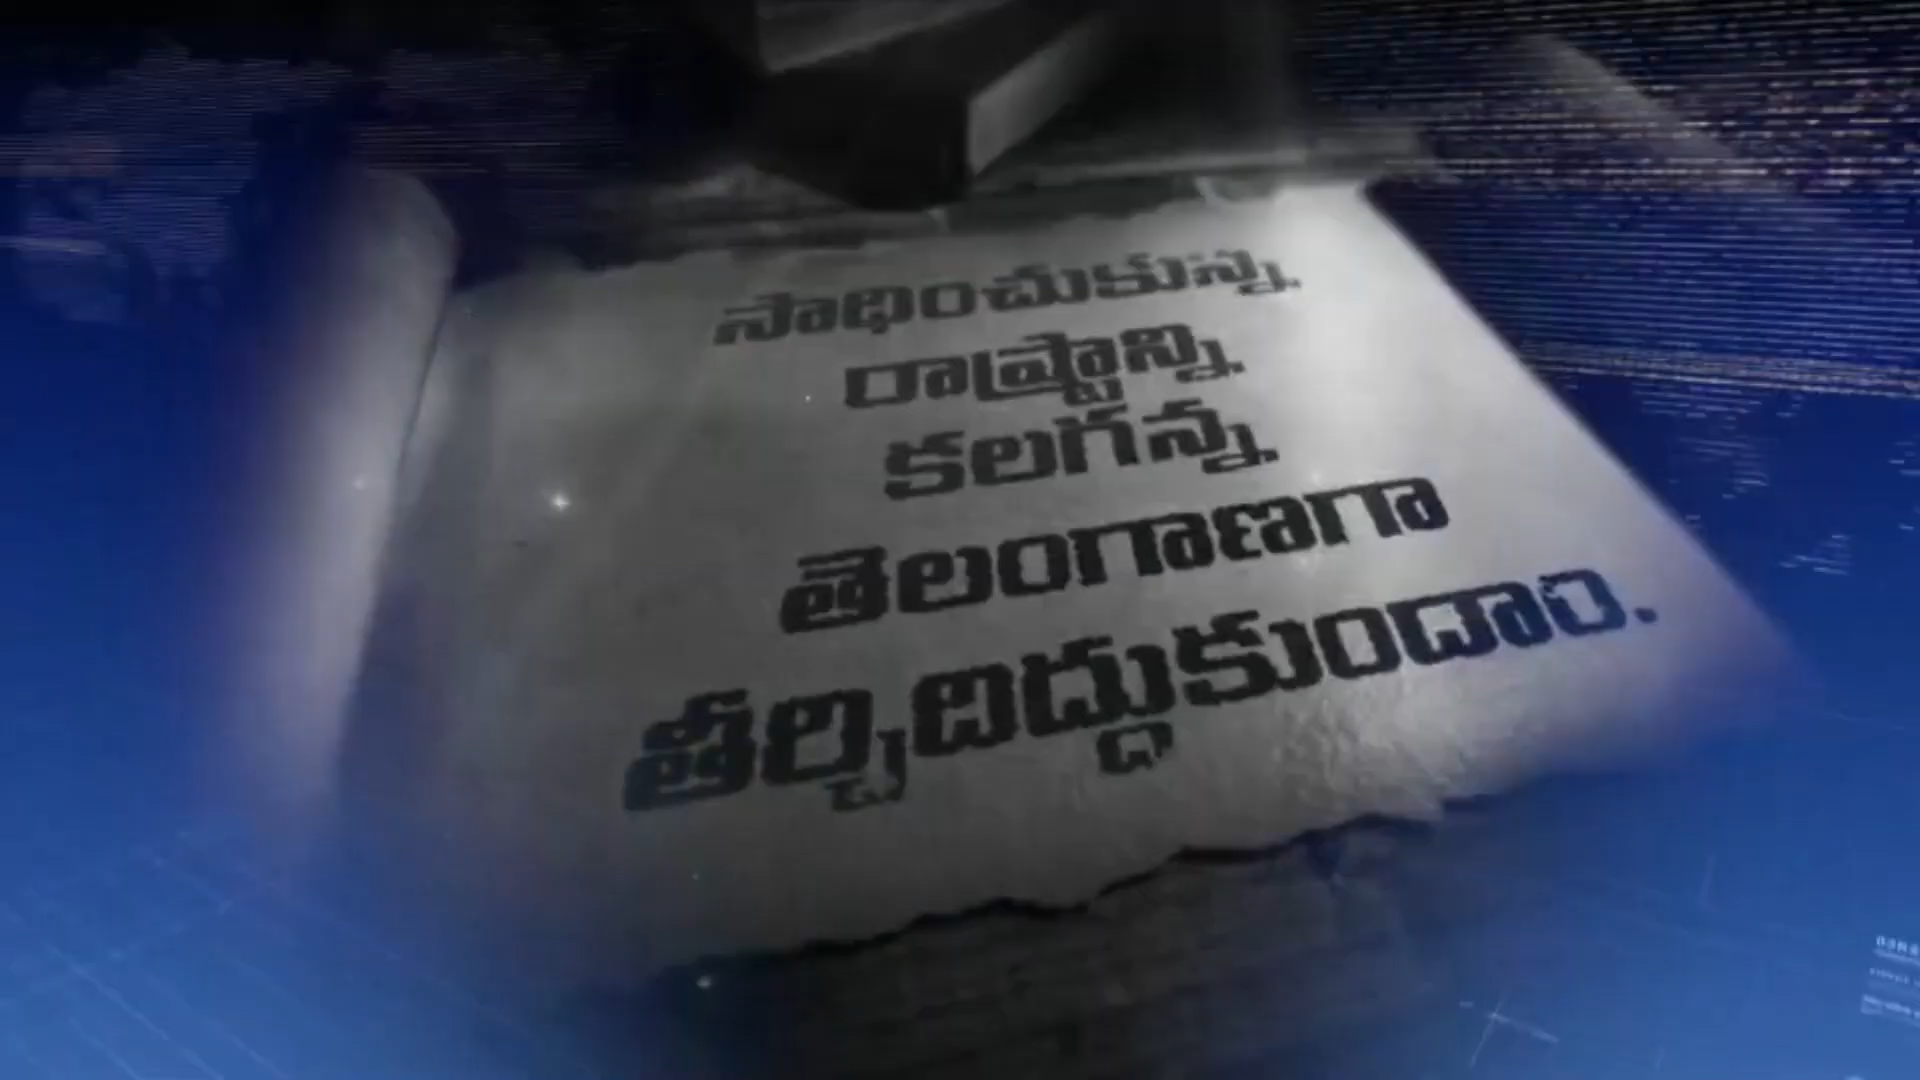 సాధించుకున్న
రాష్ట్రాన్ని
కలగన్న
తెలంగాణగా
తీర్చిదిద్దుకుందాం.